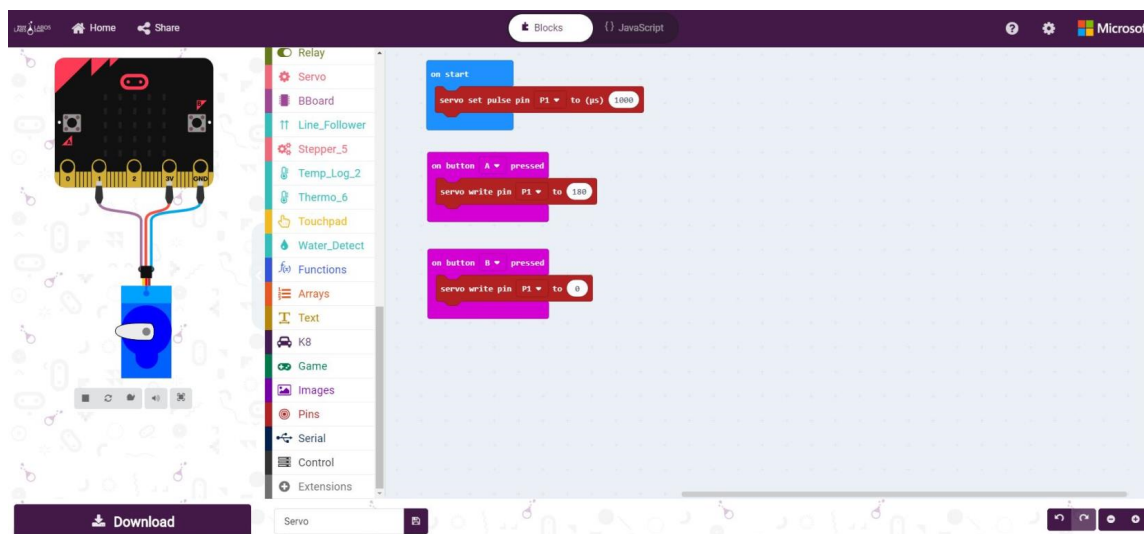 Home
Share
Blocks
{} JavaScript
Microsof
B
A
0 1 2 3V GND
Download
Relay
Servo
BBoard
Line_Follower
Stepper_5
Temp_Log_2
Thermo_6
Touchpad
Water_Detect
f(x) Functions
Arrays
Text
K8
Game
Images
Pins
Serial
Control
Extensions
Servo
on start
servo set pulse pin P1 to (µs) 1000
on button A pressed
servo write pin P1 to 180
on button B pressed
servo write pin P1 to 0